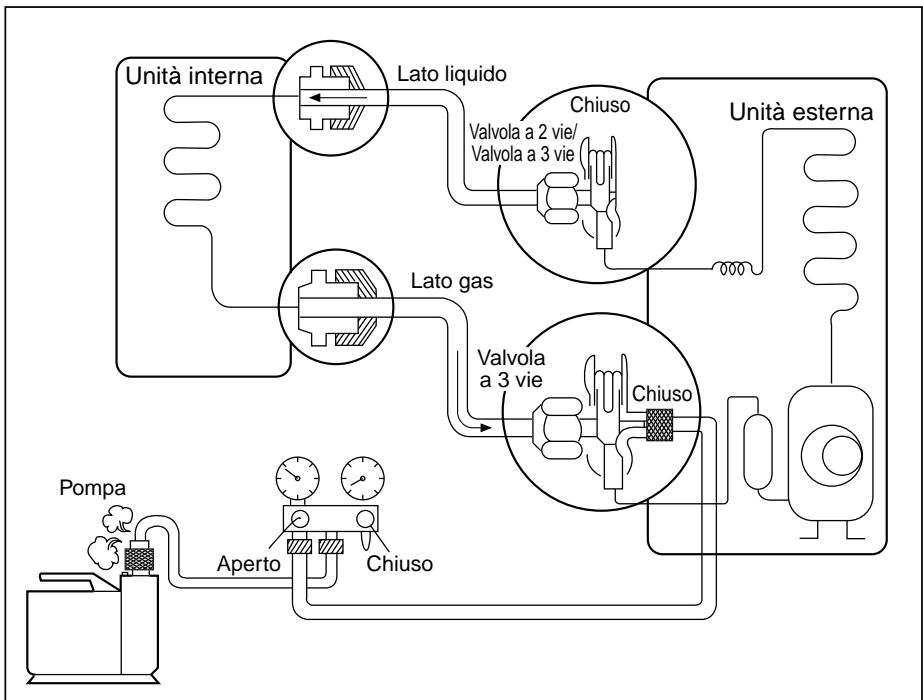 Unità interna
Lato liquido
Chiuso
Valvola a 2 vie/
Valvola a 3 vie
Unità esterna
Lato gas
Valvola
a 3 vie
Chiuso
Pompa
Aperto
Chiuso